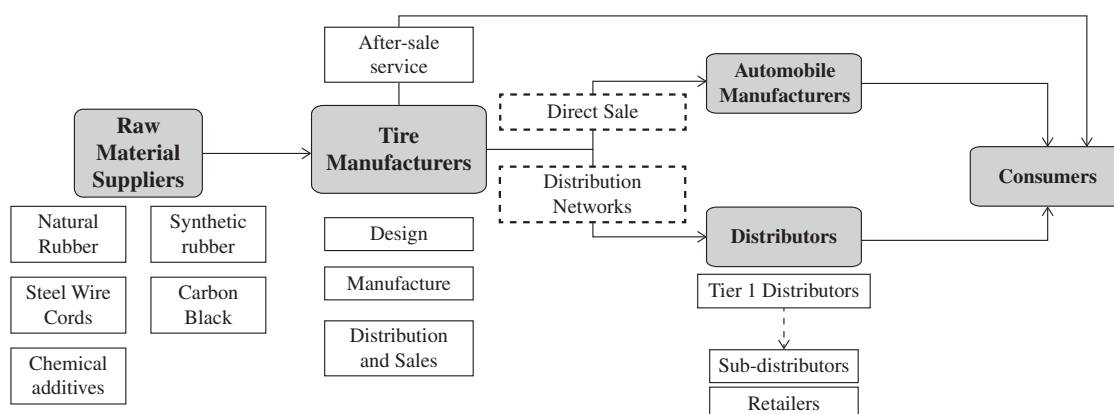 After-sale
service
Raw
Material
Suppliers
Natural
Rubber
Synthetic
rubber
Steel Wire
Cords
Carbon
Black
Chemical
additives
Tire
Manufacturers
Design
Manufacture
Distribution
and Sales
Direct Sale
Distribution
Networks
Automobile
Manufacturers
Distributors
Tier 1 Distributors
Sub-distributors
Retailers
Consumers